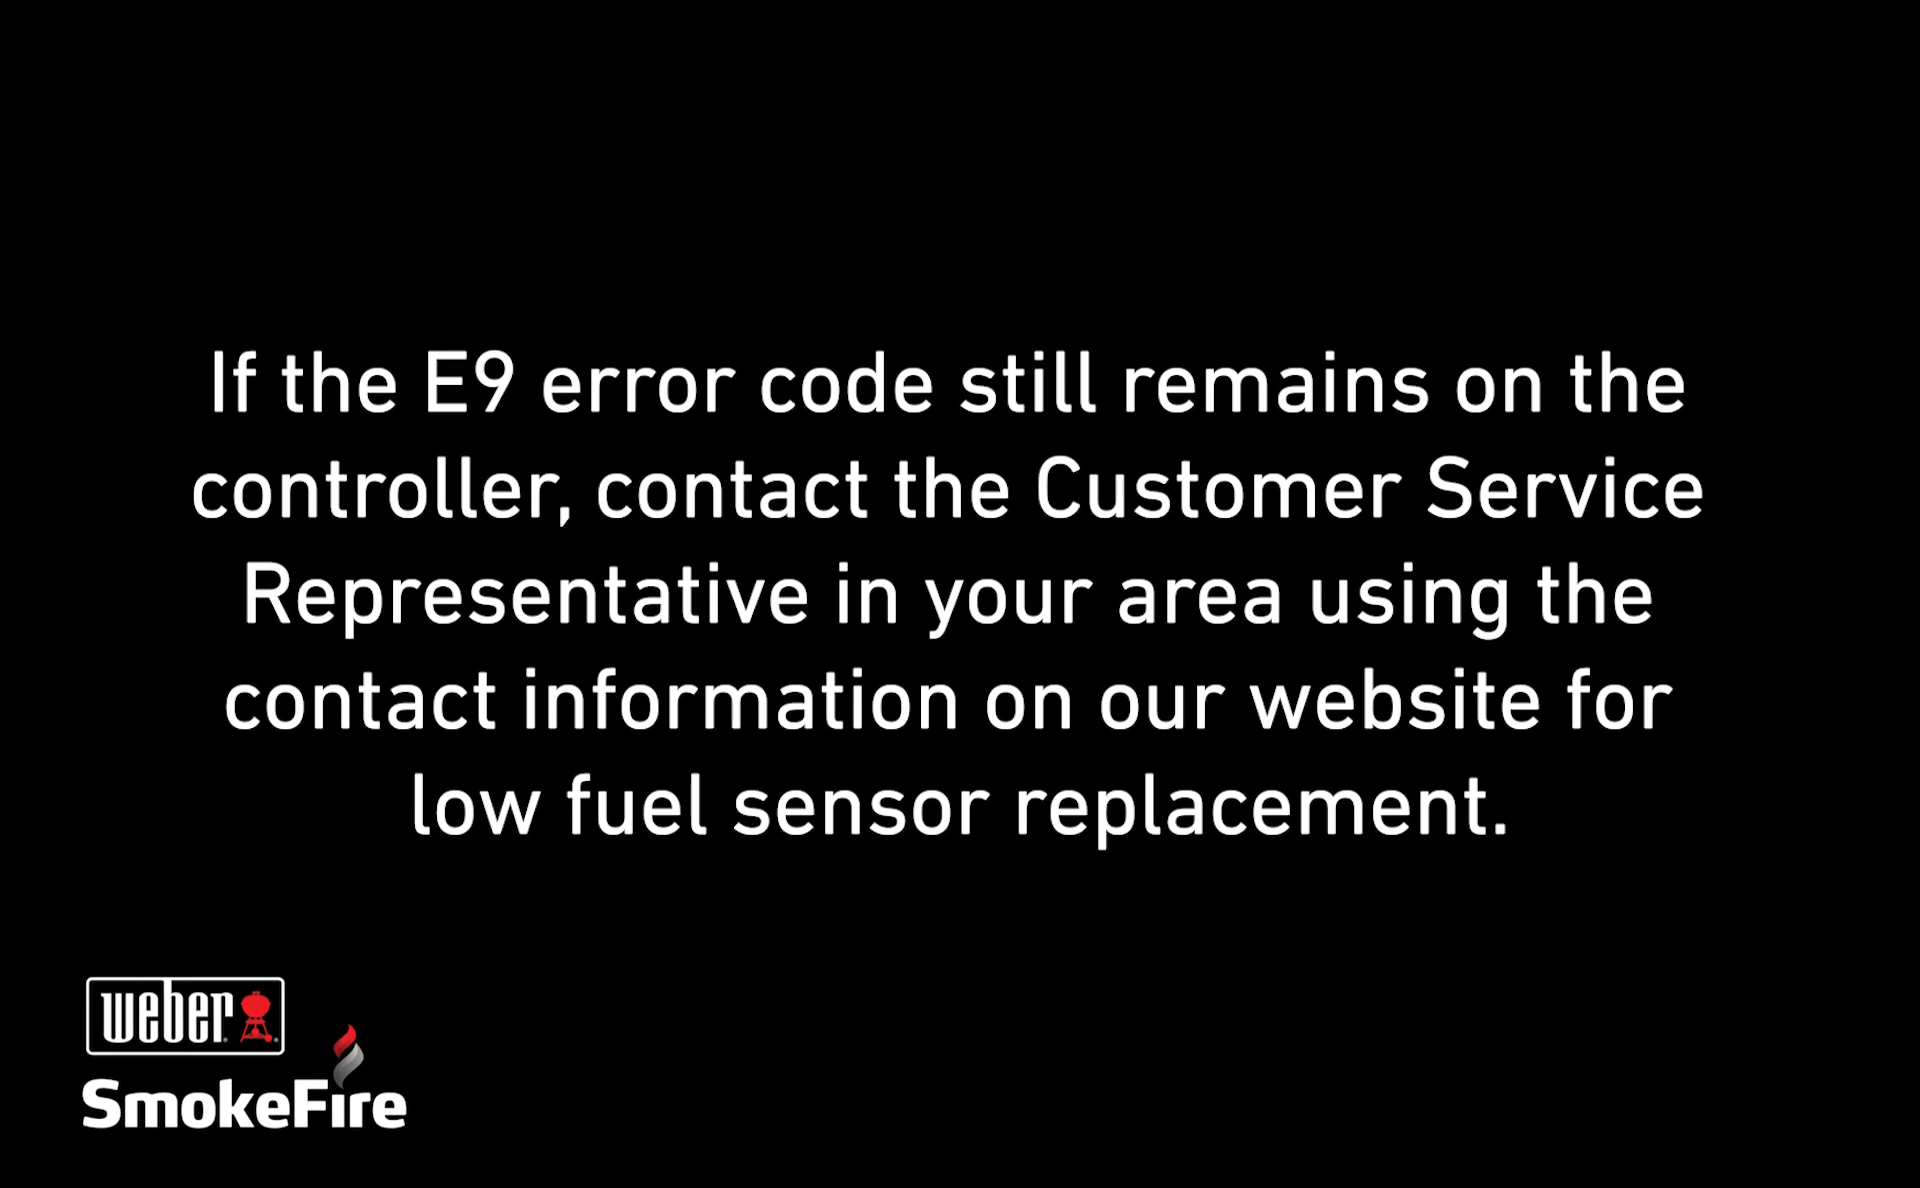 If the E9 error code still remains on the
controller, contact the Customer Service
Representative in your area using the
contact information on our website for
low fuel sensor replacement.
weber
SmokeFire